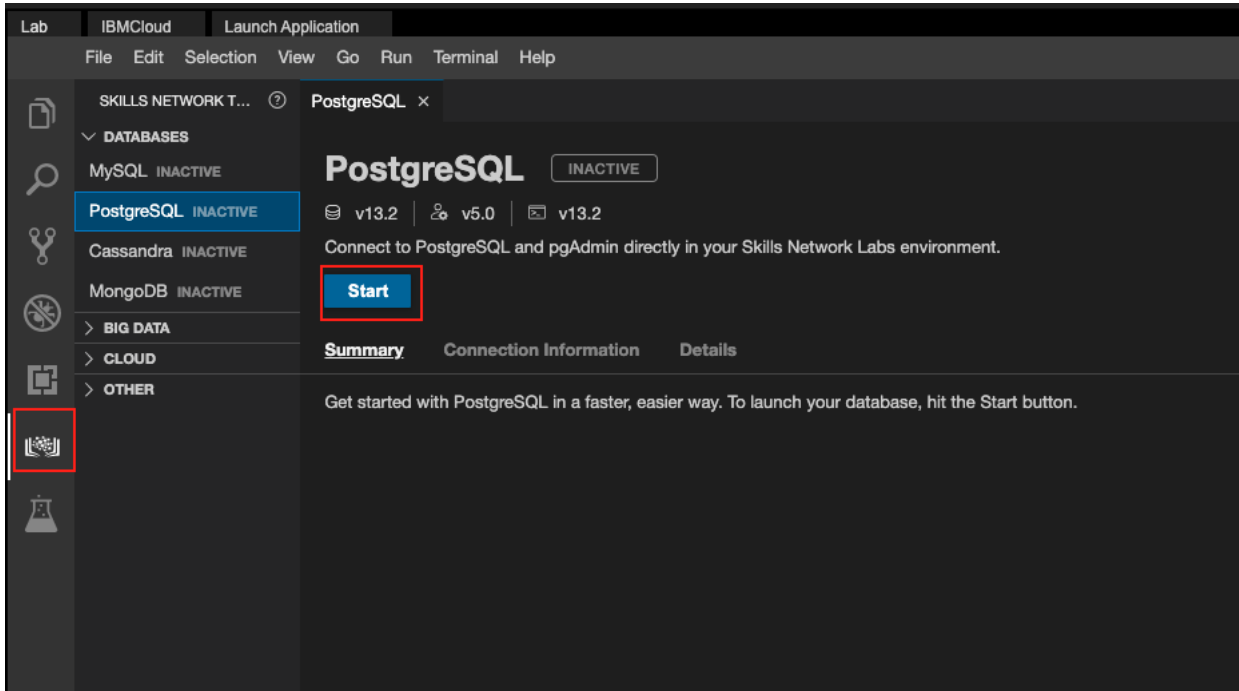 Lab IBMCloud Launch Application
File Edit Selection View Go Run Terminal Help
SKILLS NETWORK T...
DATABASES
MySQL INACTIVE
PostgreSQL INACTIVE
Cassandra INACTIVE
MongoDB INACTIVE
BIG DATA
CLOUD
OTHER
PostgreSQL ×
PostgreSQL INACTIVE
v13.2 v5.0 v13.2
Connect to PostgreSQL and pgAdmin directly in your Skills Network Labs environment.
Start
Summary Connection Information Details
Get started with PostgreSQL in a faster, easier way. To launch your database, hit the Start button.